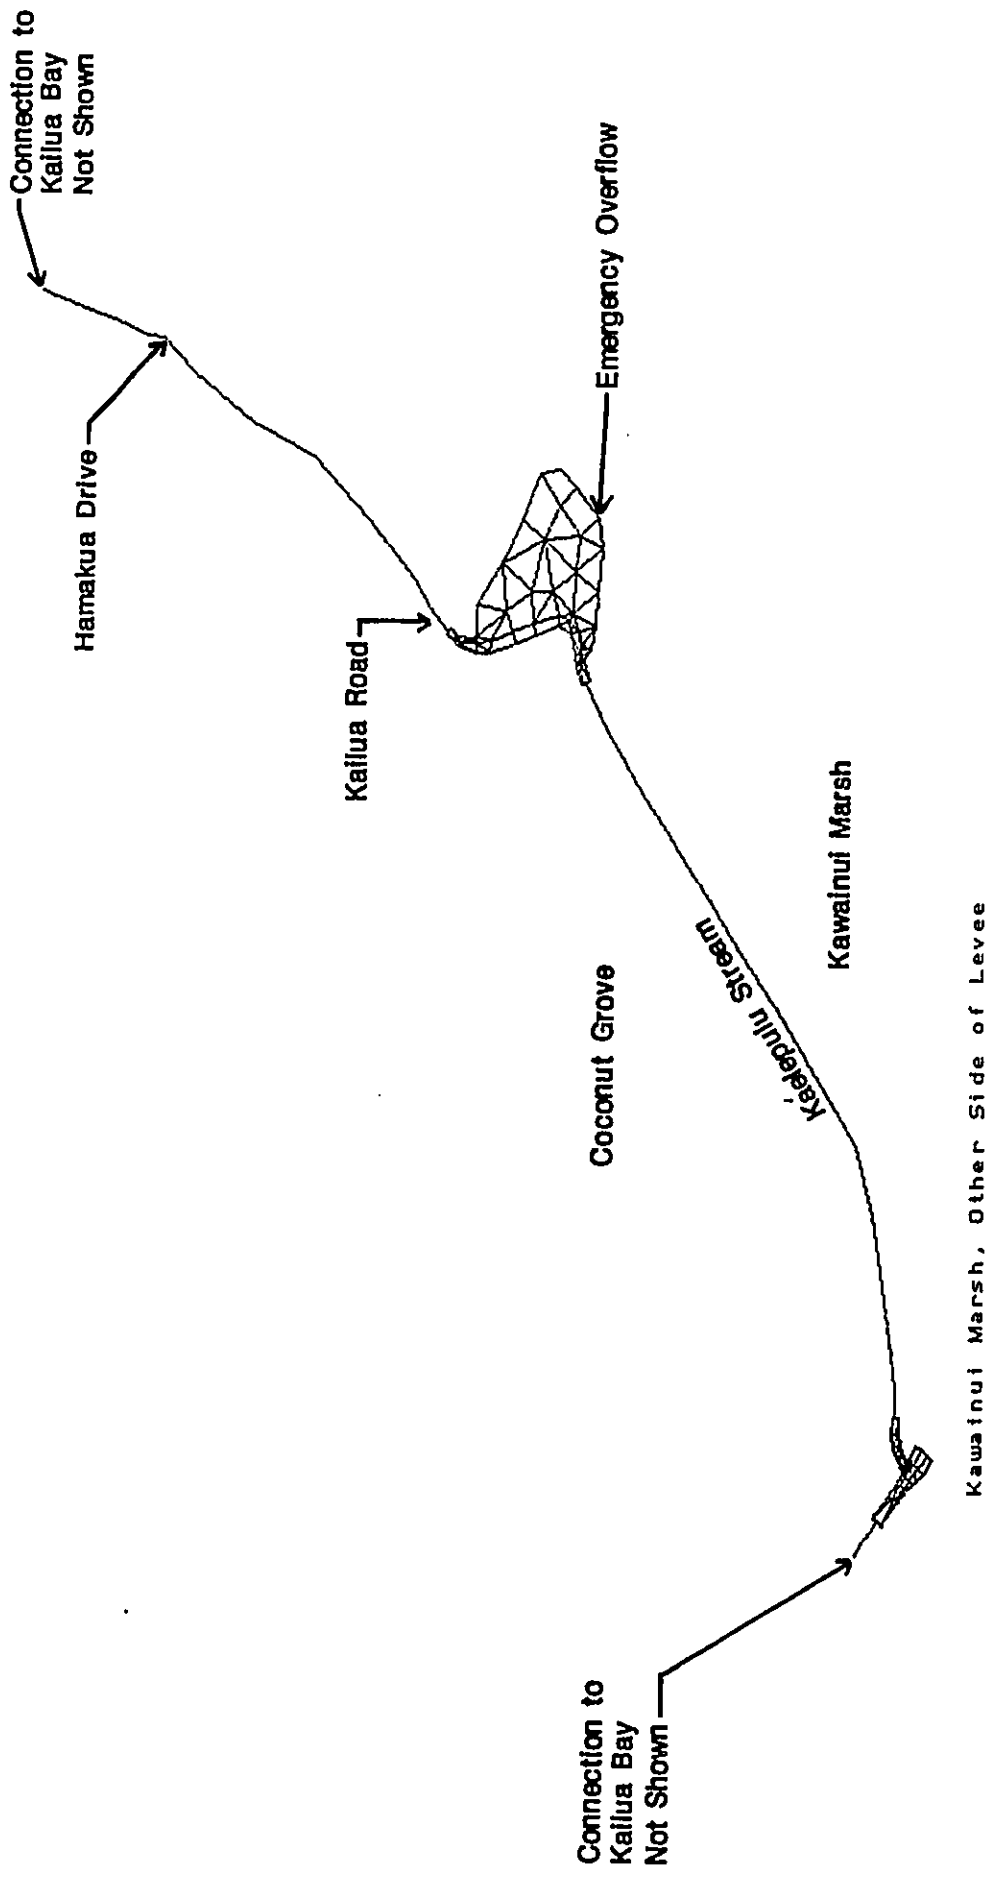 Connection to
Kailua Bay
Not Shown
Hamakua Drive
Emergency Overflow
Kailua Road
Kawainui Marsh
Coconut Grove
Kaelepulu Stream
Kawainui Marsh, Other Side of Levee
Connection to
Kailua Bay
Not Shown